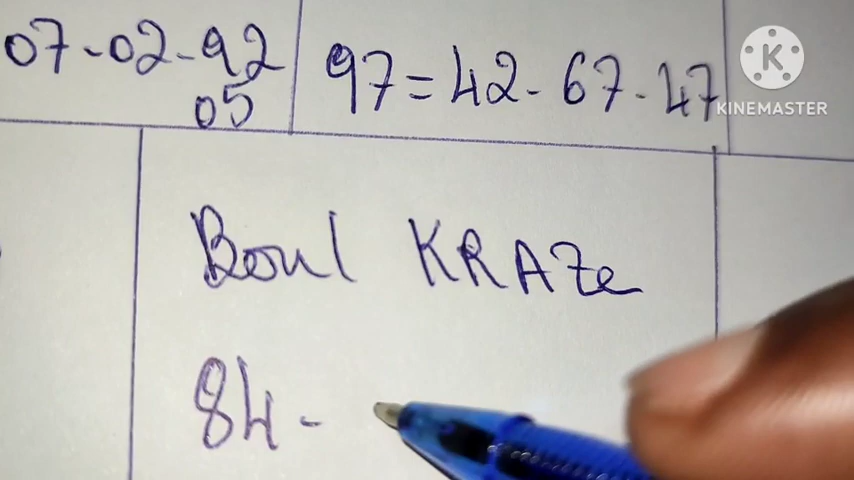 07-02-92
05
97=42-67-47
K
KINEMASTER
Boul KRAZe
84-